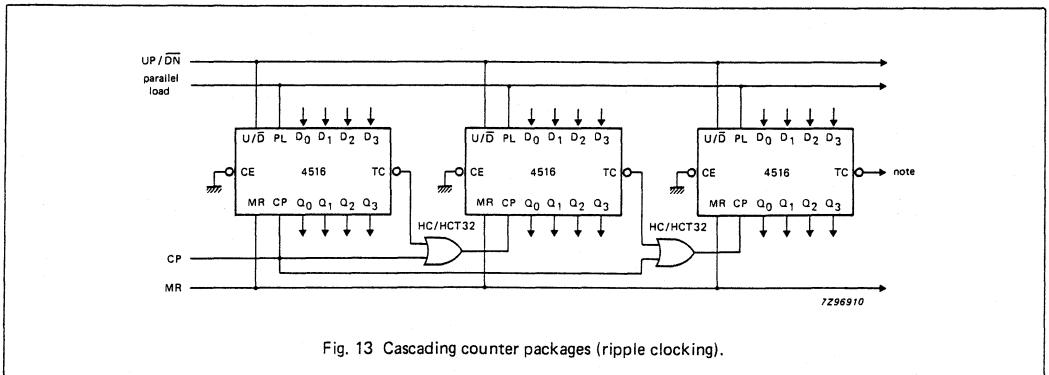 UP/D̅N̅
parallel
load
U/D̅ PL D0 D1 D2 D3
U/D̅ PL D0 D1 D2 D3
U/D̅ PL D0 D1 D2 D3
CE 4516 TC
CE 4516 TC
CE 4516 TC
note
MR CP Q0 Q1 Q2 Q3
MR CP Q0 Q1 Q2 Q3
MR CP Q0 Q1 Q2 Q3
HC/HCT32
HC/HCT32
CP
MR
7Z96910
Fig. 13 Cascading counter packages (ripple clocking).